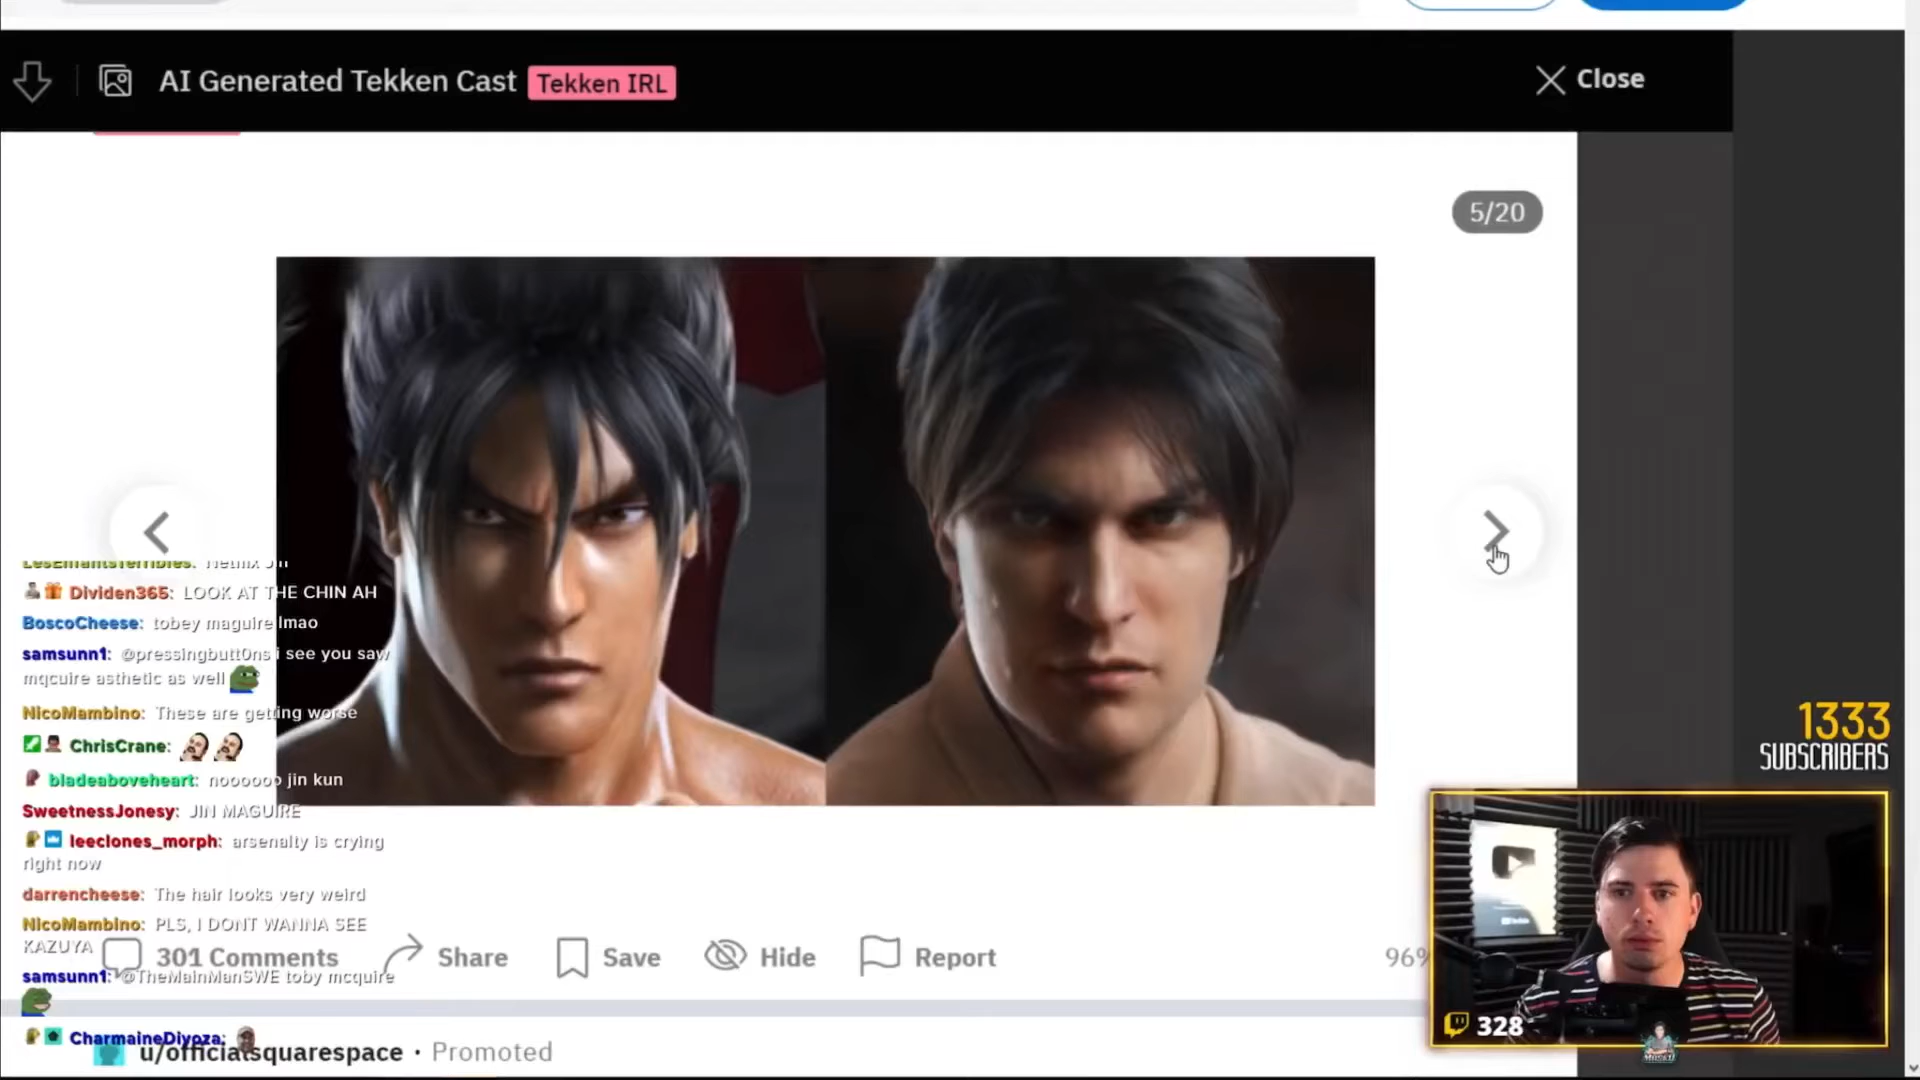 AI Generated Tekken Cast Tekken IRL
Close
5/20
Dividen365: LOOK AT THE CHIN AH
BoscoCheese: tobey maguire lmao
samsunn1: @pressingbutt0ns i see you saw
mqcuire asthetic as well
NicoMambino: These are getting worse
ChrisCrane:
bladeaboveheart: noooooo jin kun
SweetnessJonesy: JIN MAGUIRE
leeclones_morph: arsenalty is crying
right now
darrencheese: The hair looks very weird
NicoMambino: PLS, I DONT WANNA SEE
KAZUYA
301 Comments Share Save Hide Report 96%
samsunn1: @TheMainManSWE toby mcquire
CharmaineDiyoza:
u/officialsquarespace · Promoted
1333
SUBSCRIBERS
328